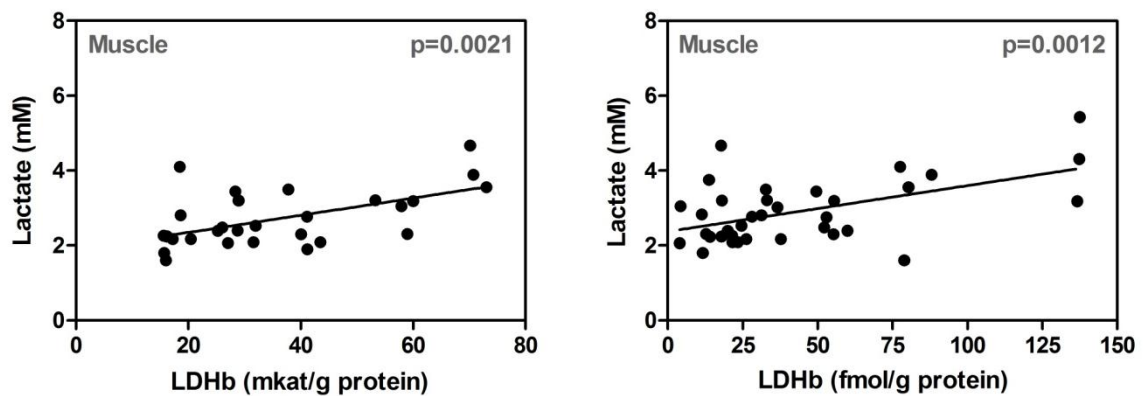 8
Muscle
p=0.0021
6
4
2
0
20
40
60
80
Lactate (mM)
LDHb (mkat/g protein)
8
Muscle
p=0.0012
6
4
2
0
0
25
50
75
100
125
150
Lactate (mM)
LDHb (fmol/g protein)